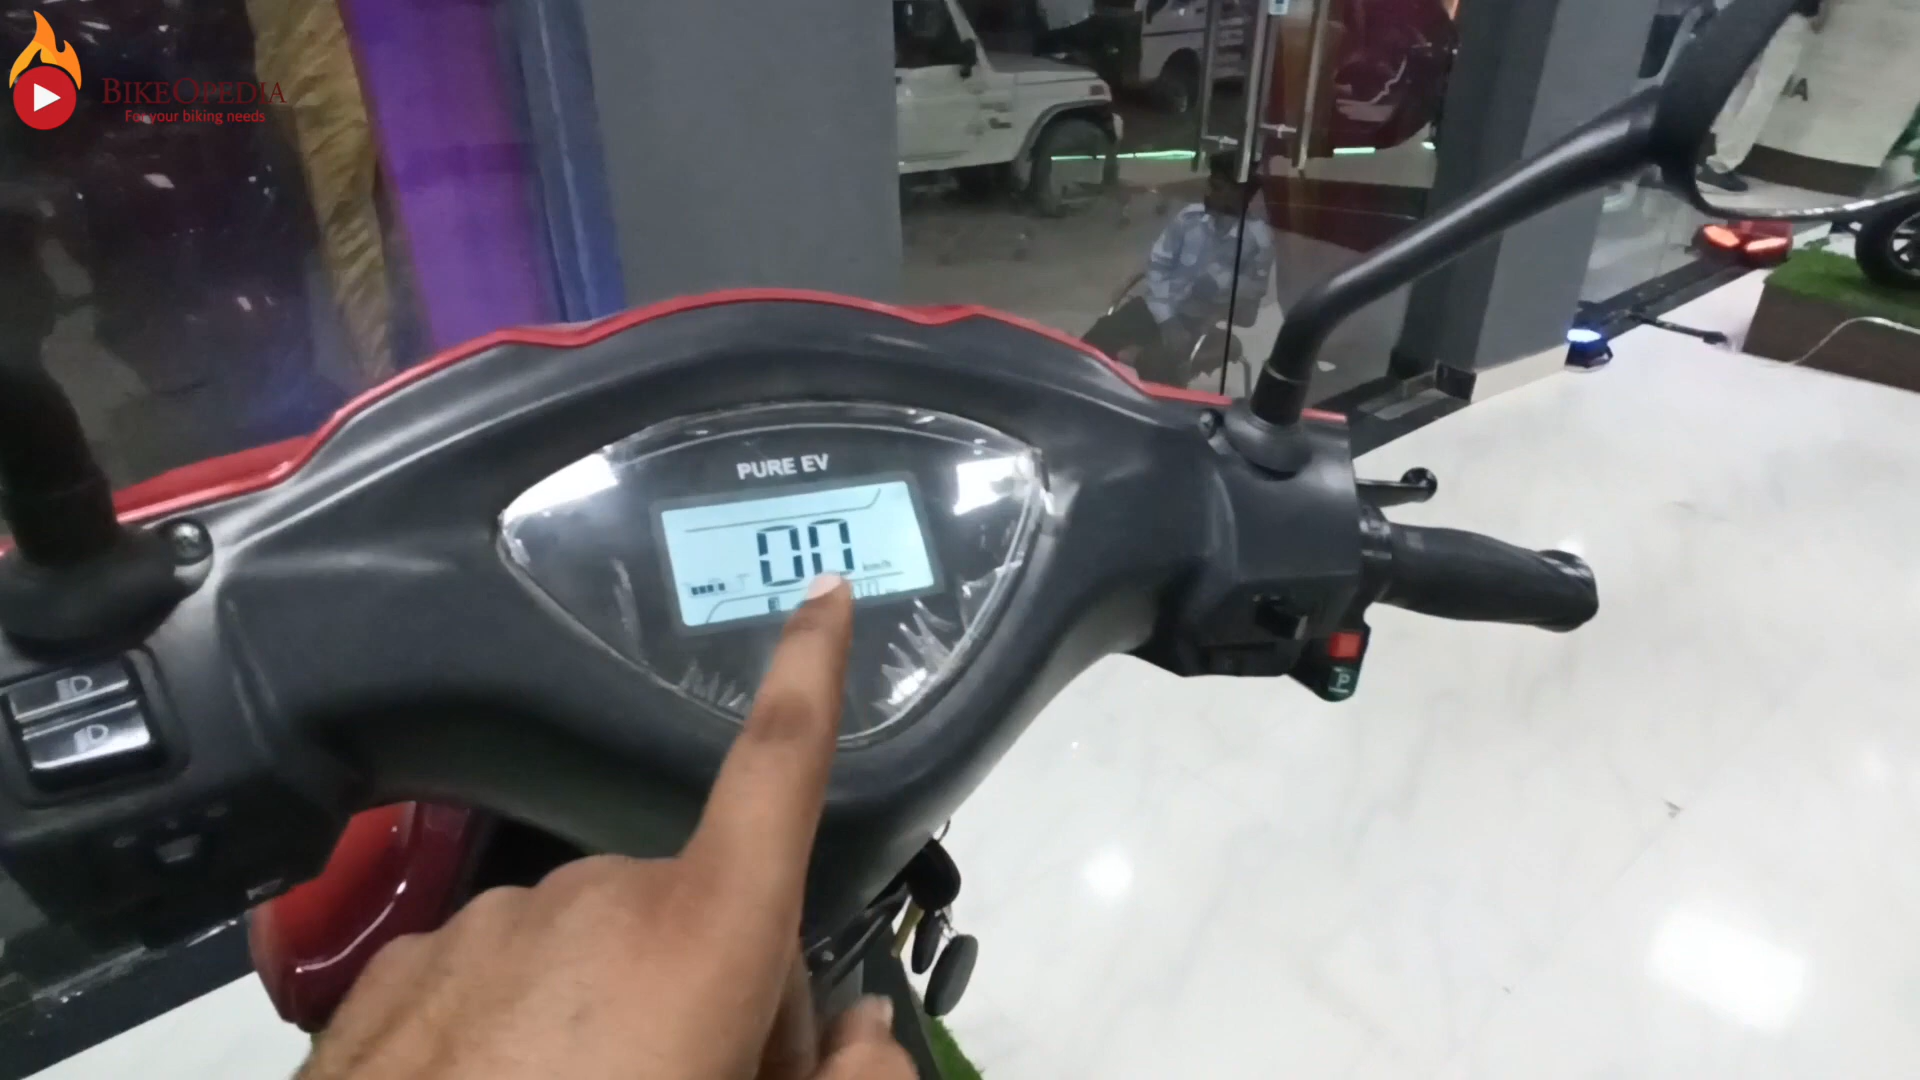 BIKEOPEDIA
For your biking needs
PURE EV
00
km/h
P